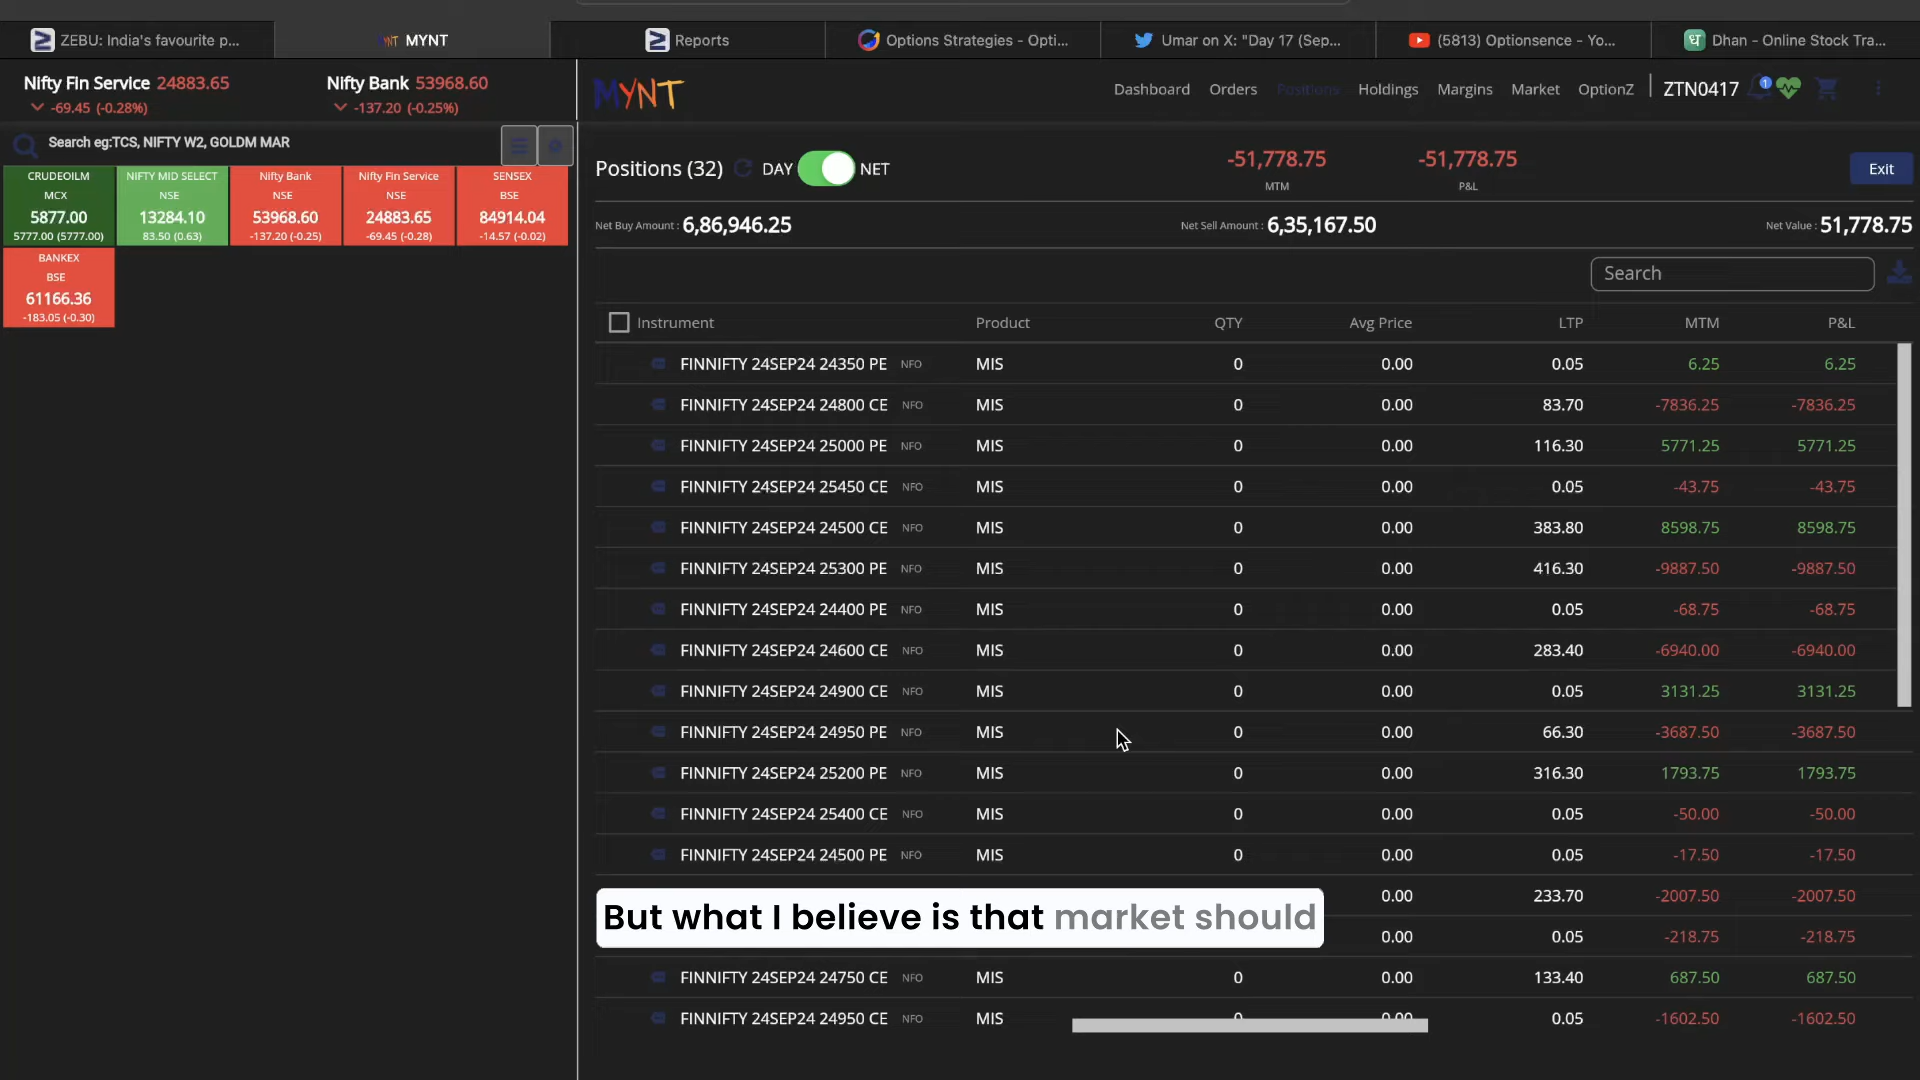 ZEBU: India's favourite p...
MYNT
Reports
Options Strategies - Opti...
Umar on X: "Day 17 (Sep...
(5813) Optionsence - Yo...
Dhan - Online Stock Tra...
Nifty Fin Service 24883.65
-69.45 (-0.28%)
Nifty Bank 53968.60
-137.20 (-0.25%)
MYNT
Dashboard Orders Positions Holdings Margins Market OptionZ ZTN0417 1
Search eg:TCS, NIFTY W2, GOLDM MAR
CRUDEOILM
MCX
5877.00
5777.00 (5777.00)
NIFTY MID SELECT
NSE
13284.10
83.50 (0.63)
Nifty Bank
NSE
53968.60
-137.20 (-0.25)
Nifty Fin Service
NSE
24883.65
-69.45 (-0.28)
SENSEX
BSE
84914.04
-14.57 (-0.02)
BANKEX
BSE
61166.36
-183.05 (-0.30)
Positions (32) DAY NET
-51,778.75
MTM
-51,778.75
P&L
Exit
Net Buy Amount : 6,86,946.25
Net Sell Amount : 6,35,167.50
Net Value : 51,778.75
Search
Instrument Product QTY Avg Price LTP MTM P&L
FINNIFTY 24SEP24 24350 PE NFO MIS 0 0.00 0.05 6.25 6.25
FINNIFTY 24SEP24 24800 CE NFO MIS 0 0.00 83.70 -7836.25 -7836.25
FINNIFTY 24SEP24 25000 PE NFO MIS 0 0.00 116.30 5771.25 5771.25
FINNIFTY 24SEP24 25450 CE NFO MIS 0 0.00 0.05 -43.75 -43.75
FINNIFTY 24SEP24 24500 CE NFO MIS 0 0.00 383.80 8598.75 8598.75
FINNIFTY 24SEP24 25300 PE NFO MIS 0 0.00 416.30 -9887.50 -9887.50
FINNIFTY 24SEP24 24400 PE NFO MIS 0 0.00 0.05 -68.75 -68.75
FINNIFTY 24SEP24 24600 CE NFO MIS 0 0.00 283.40 -6940.00 -6940.00
FINNIFTY 24SEP24 24900 CE NFO MIS 0 0.00 0.05 3131.25 3131.25
FINNIFTY 24SEP24 24950 PE NFO MIS 0 0.00 66.30 -3687.50 -3687.50
FINNIFTY 24SEP24 25200 PE NFO MIS 0 0.00 316.30 1793.75 1793.75
FINNIFTY 24SEP24 25400 CE NFO MIS 0 0.00 0.05 -50.00 -50.00
FINNIFTY 24SEP24 24500 PE NFO MIS 0 0.00 0.05 -17.50 -17.50
0.00 233.70 -2007.50 -2007.50
But what I believe is that market should
0.00 0.05 -218.75 -218.75
FINNIFTY 24SEP24 24750 CE NFO MIS 0 0.00 133.40 687.50 687.50
FINNIFTY 24SEP24 24950 CE NFO MIS 0 0.00 0.05 -1602.50 -1602.50